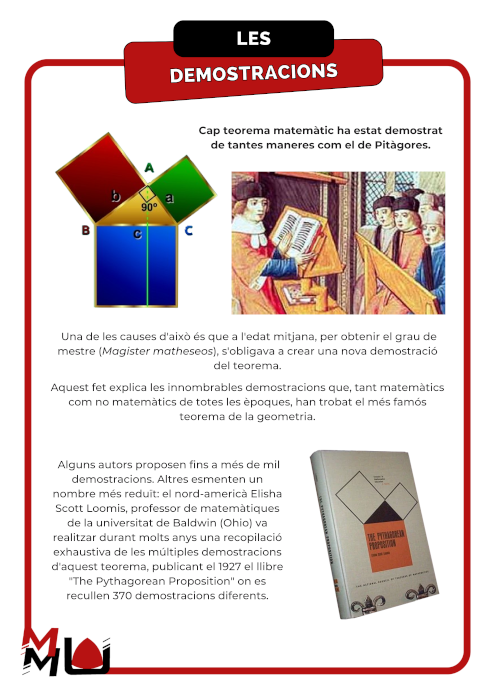 LES
DEMOSTRACIONS
Cap teorema matemàtic ha estat demostrat
de tantes maneres com el de Pitàgores.
A
b
a
90º
B
c
C
Una de les causes d'això és que a l'edat mitjana, per obtenir el grau de
mestre (Magister matheseos), s'obligava a crear una nova demostració
del teorema.
Aquest fet explica les innombrables demostracions que, tant matemàtics
com no matemàtics de totes les èpoques, han trobat el més famós
teorema de la geometria.
Alguns autors proposen fins a més de mil
demostracions. Altres esmenten un
nombre més reduït: el nord-americà Elisha
Scott Loomis, professor de matemàtiques
de la universitat de Baldwin (Ohio) va
realitzar durant molts anys una recopilació
exhaustiva de les múltiples demostracions
d'aquest teorema, publicant el 1927 el llibre
"The Pythagorean Proposition" on es
recullen 370 demostracions diferents.
THE PYTHAGOREAN
PROPOSITION
MMU